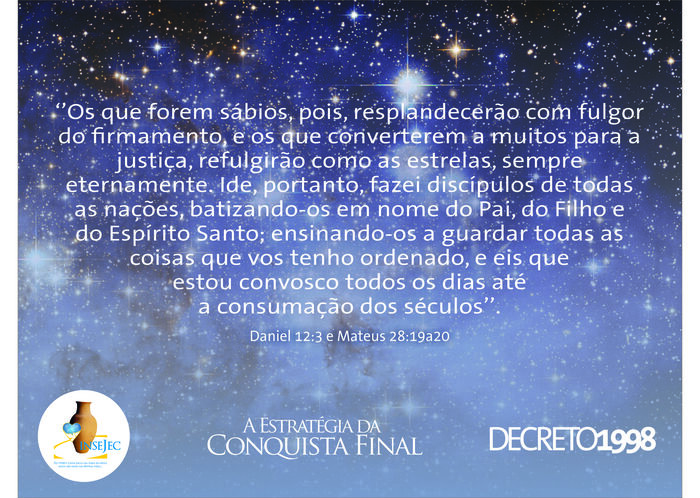 ‘’Os que forem sábios, pois, resplandecerão com fulgor
do firmamento, e os que converterem a muitos para a
justiça, refulgirão como as estrelas, sempre
eternamente. Ide, portanto, fazei discípulos de todas
as nações, batizando-os em nome do Pai, do Filho e
do Espírito Santo; ensinando-os a guardar todas as
coisas que vos tenho ordenado, e eis que
estou convosco todos os dias até
a consumação dos séculos’’.
Daniel 12:3 e Mateus 28:19a20
INSEJEC
A ESTRATÉGIA DA
CONQUISTA FINAL
DECRETO1998